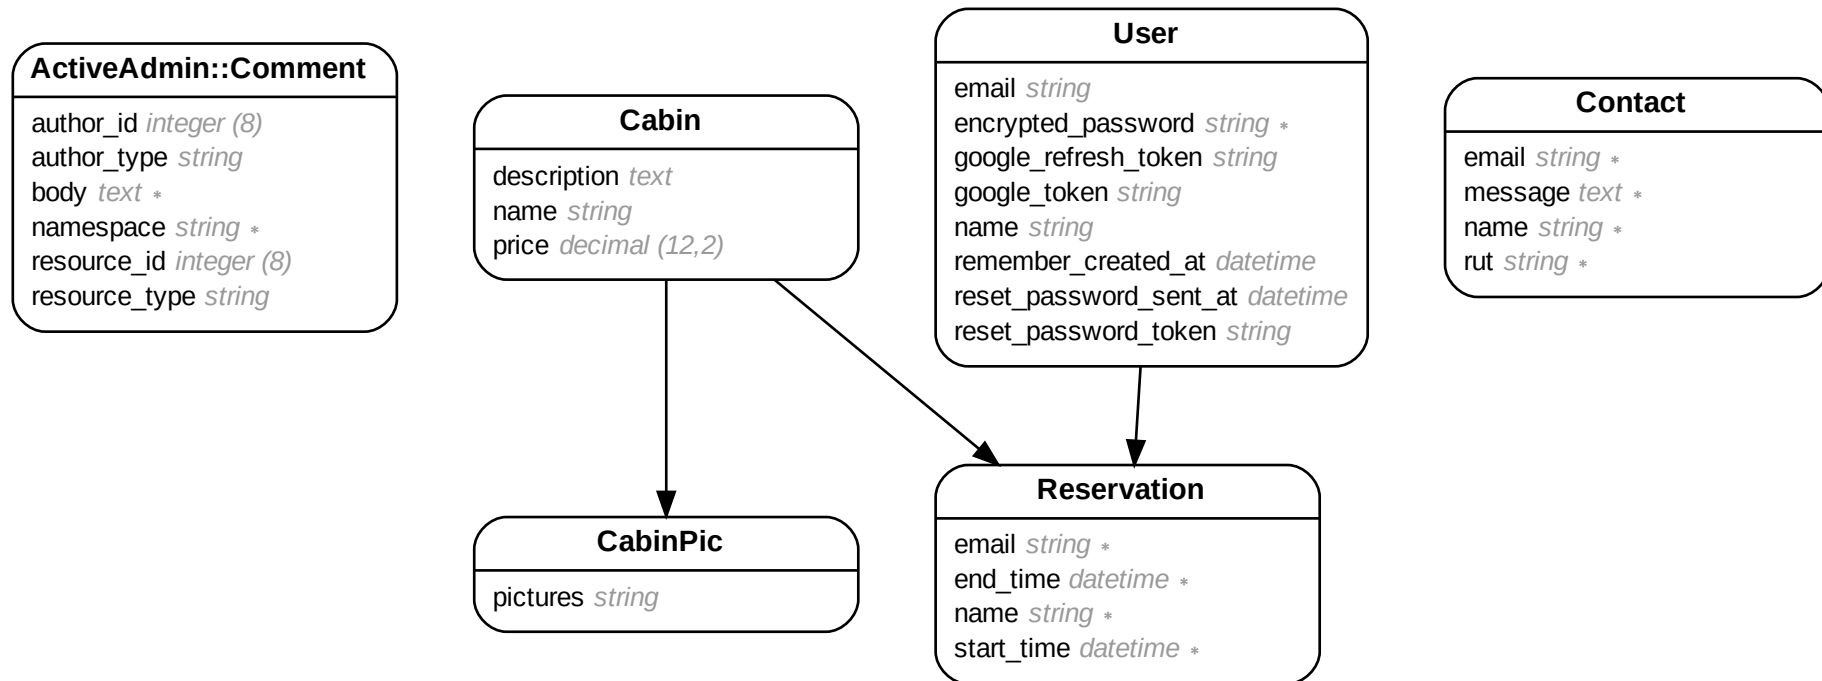 ActiveAdmin::Comment
author_id integer (8)
author_type string
body text *
namespace string *
resource_id integer (8)
resource_type string
Cabin
description text
name string
price decimal (12,2)
User
email string
encrypted_password string *
google_refresh_token string
google_token string
name string
remember_created_at datetime
reset_password_sent_at datetime
reset_password_token string
Contact
email string *
message text *
name string *
rut string *
CabinPic
pictures string
Reservation
email string *
end_time datetime *
name string *
start_time datetime *